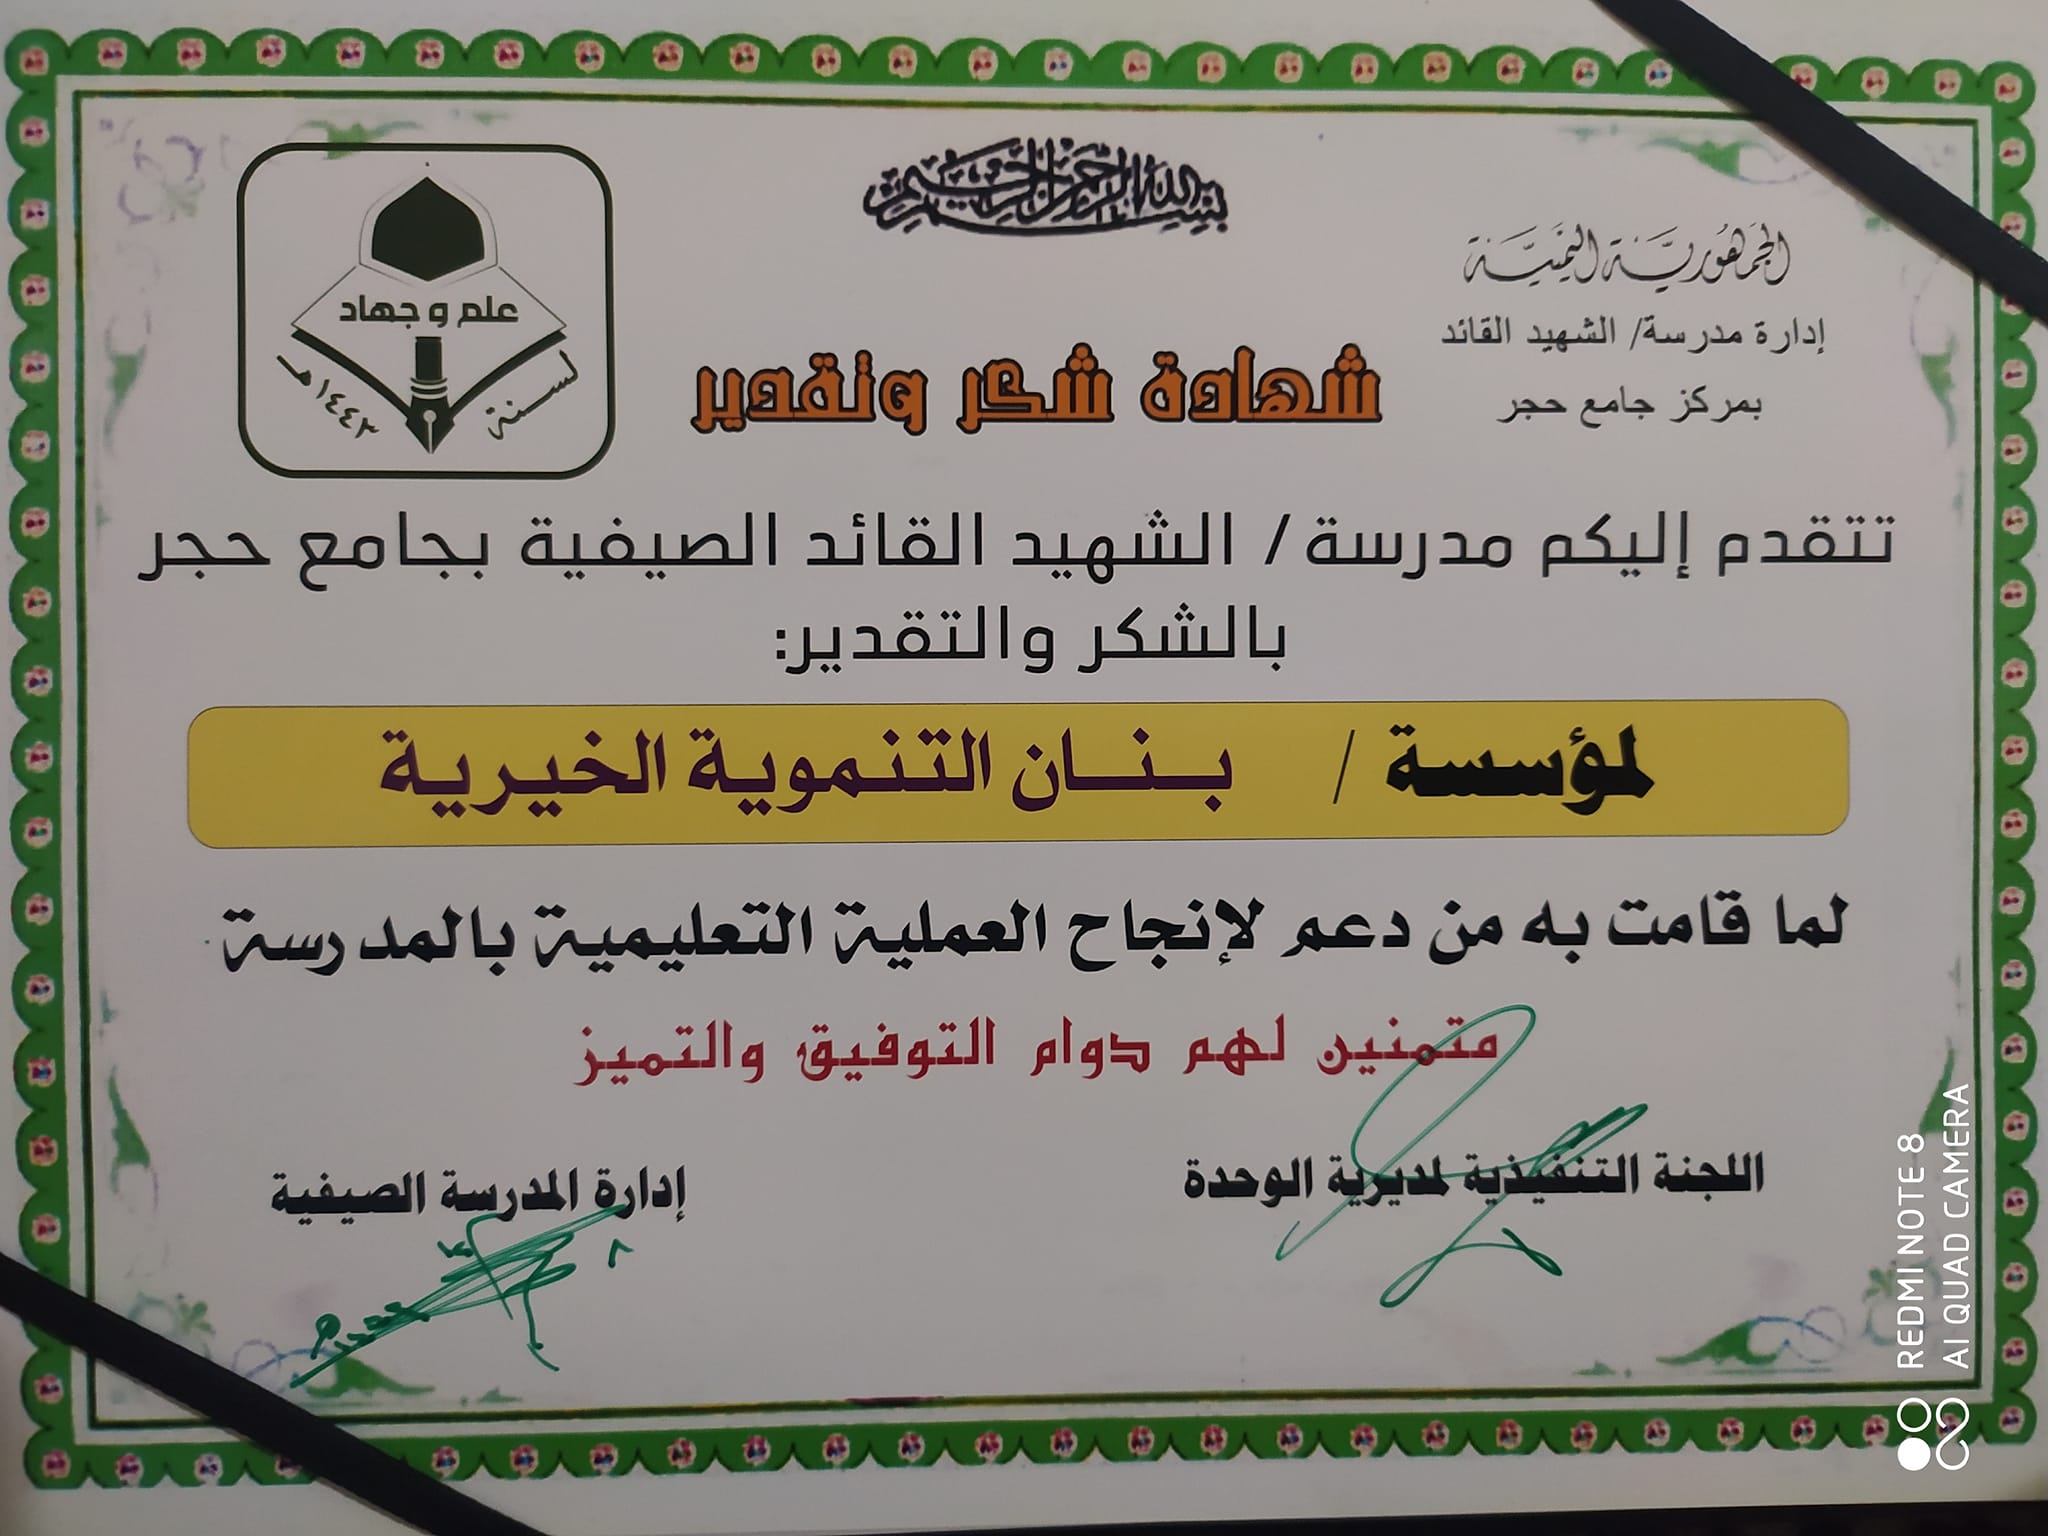 بسم الله الرحمن الرحيم
الجمهورية اليمنية
إدارة مدرسة/ الشهيد القائد
بمركز جامع حجر
علم وجهاد
لسنة ١٤٤٢هـ
شهادة شكر وتقدير
تتقدم إليكم مدرسة/ الشهيد القائد الصيفية بجامع حجر
بالشكر والتقدير:
لمؤسسة / بنــان التنموية الخيرية
لما قامت به من دعم لإنجاح العملية التعليمية بالمدرسة
متمنين لهم دوام التوفيق والتميز
اللجنة التنفيذية لمديرية الوحدة
إدارة المدرسة الصيفية
REDMI NOTE 8
AI QUAD CAMERA